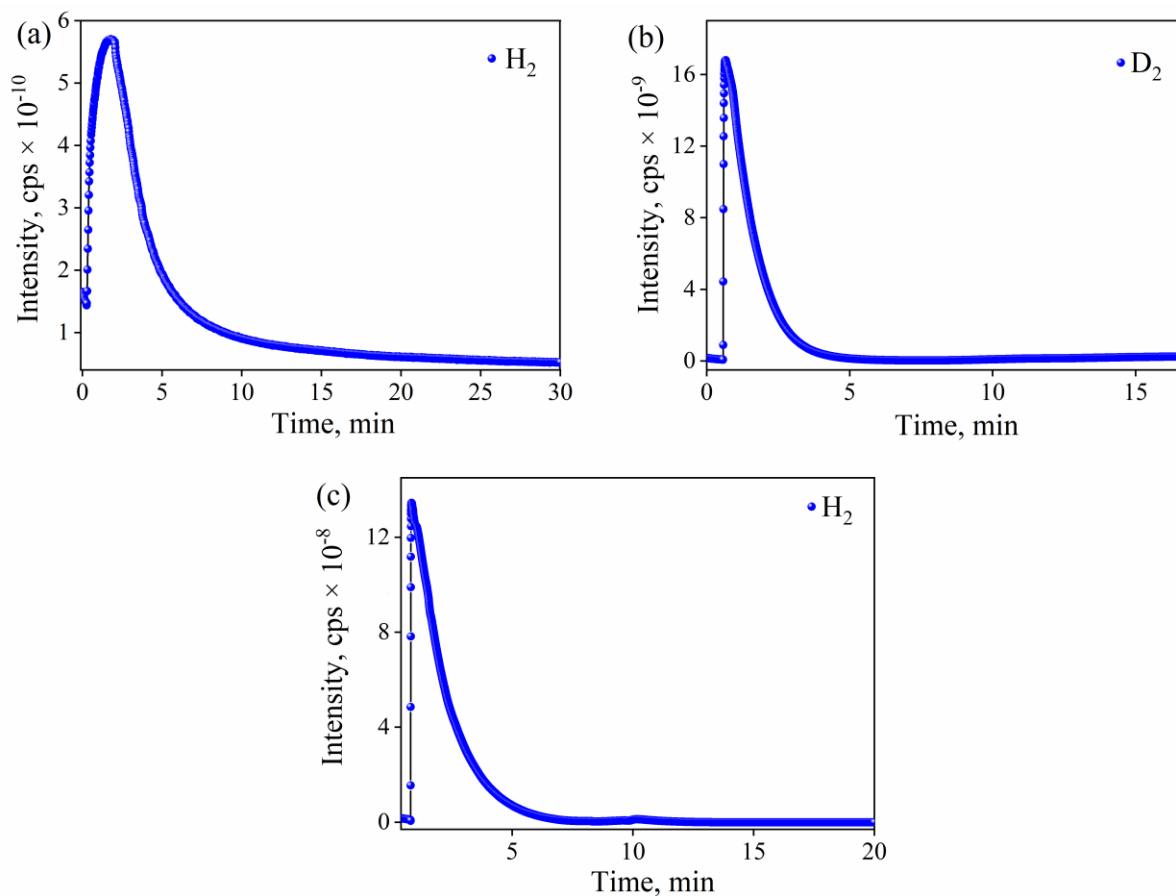 (a)
H₂
Intensity, cps × 10⁻¹⁰
6
5
4
3
2
1
0 5 10 15 20 25 30
Time, min
(b)
D₂
Intensity, cps × 10⁻⁹
16
12
8
4
0
0 5 10 15
Time, min
(c)
H₂
Intensity, cps × 10⁻⁸
12
8
4
0
5 10 15 20
Time, min